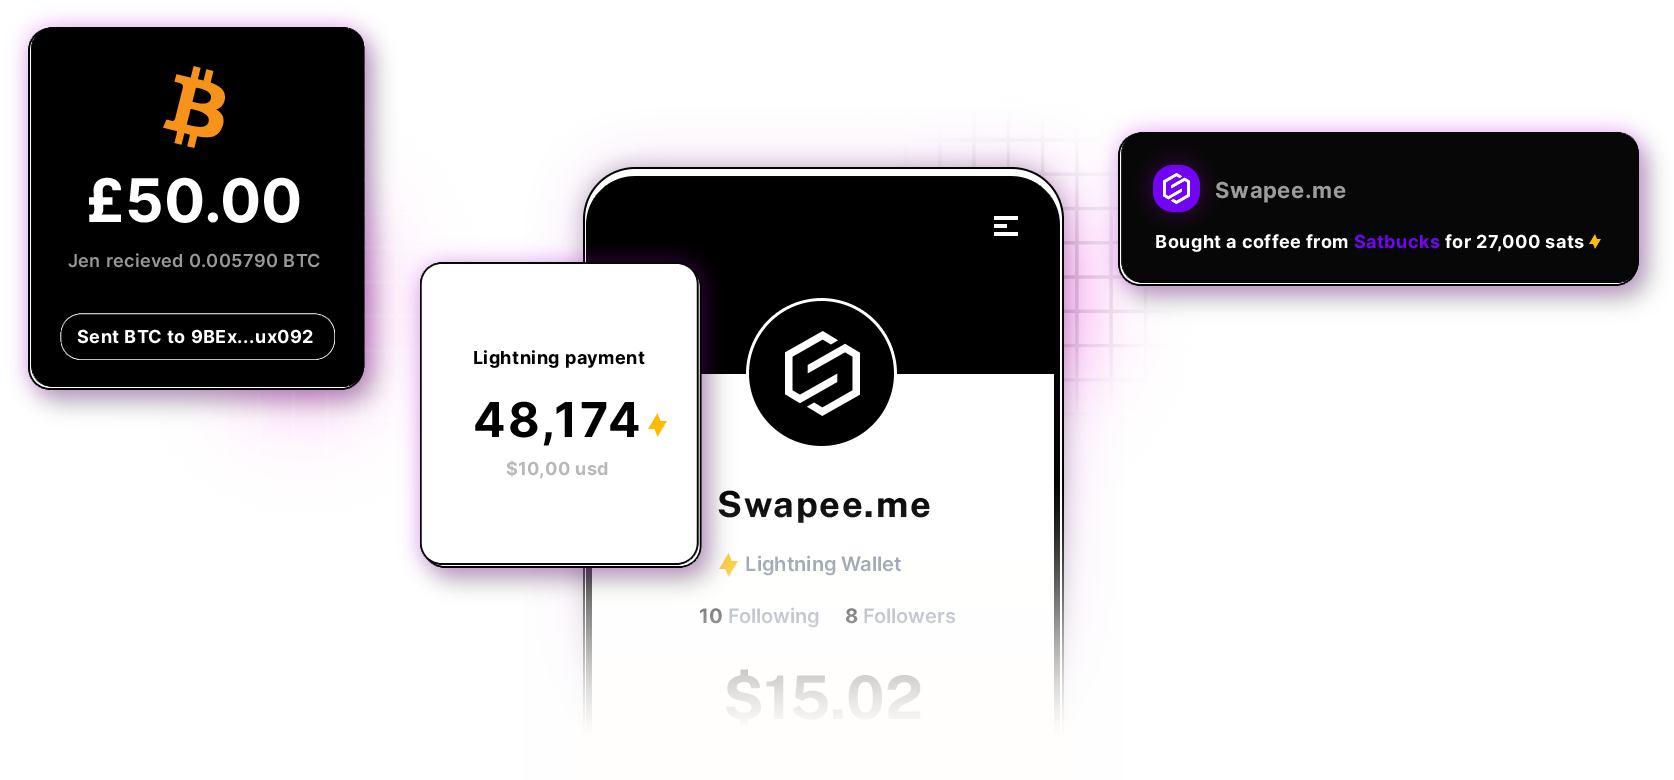 £50.00
Jen recieved 0.005790 BTC
Sent BTC to 9BEx...ux092
Lightning payment
48,174
$10,00 usd
Swapee.me
Lightning Wallet
10 Following 8 Followers
$15.02
Swapee.me
Bought a coffee from Satbucks for 27,000 sats